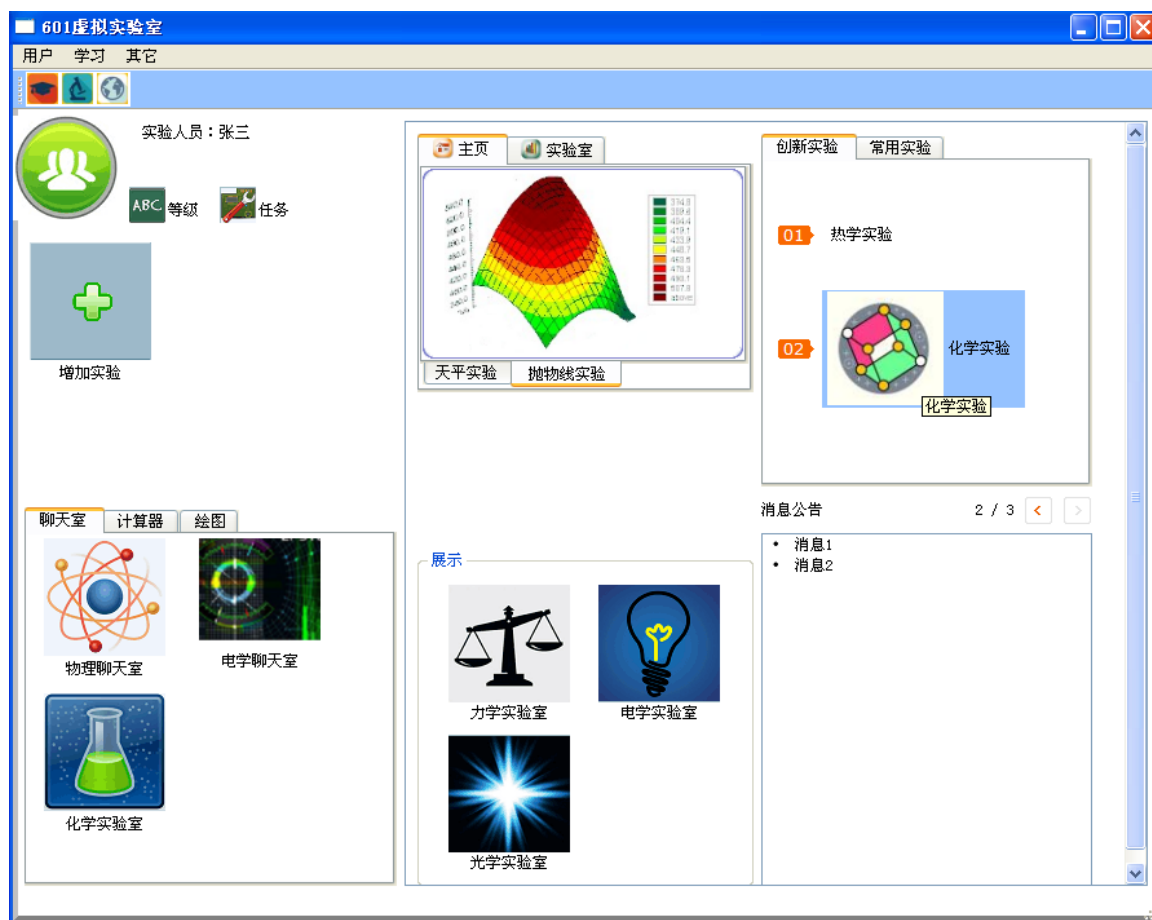 601虚拟实验室
用户 学习 其它
实验人员：张三
ABC 等级 任务
增加实验
主页 实验室
天平实验 抛物线实验
创新实验 常用实验
01 热学实验
02 化学实验
化学实验
消息公告 2 / 3
• 消息1
• 消息2
聊天室 计算器 绘图
物理聊天室 电学聊天室
化学实验室
展示
力学实验室 电学实验室
光学实验室